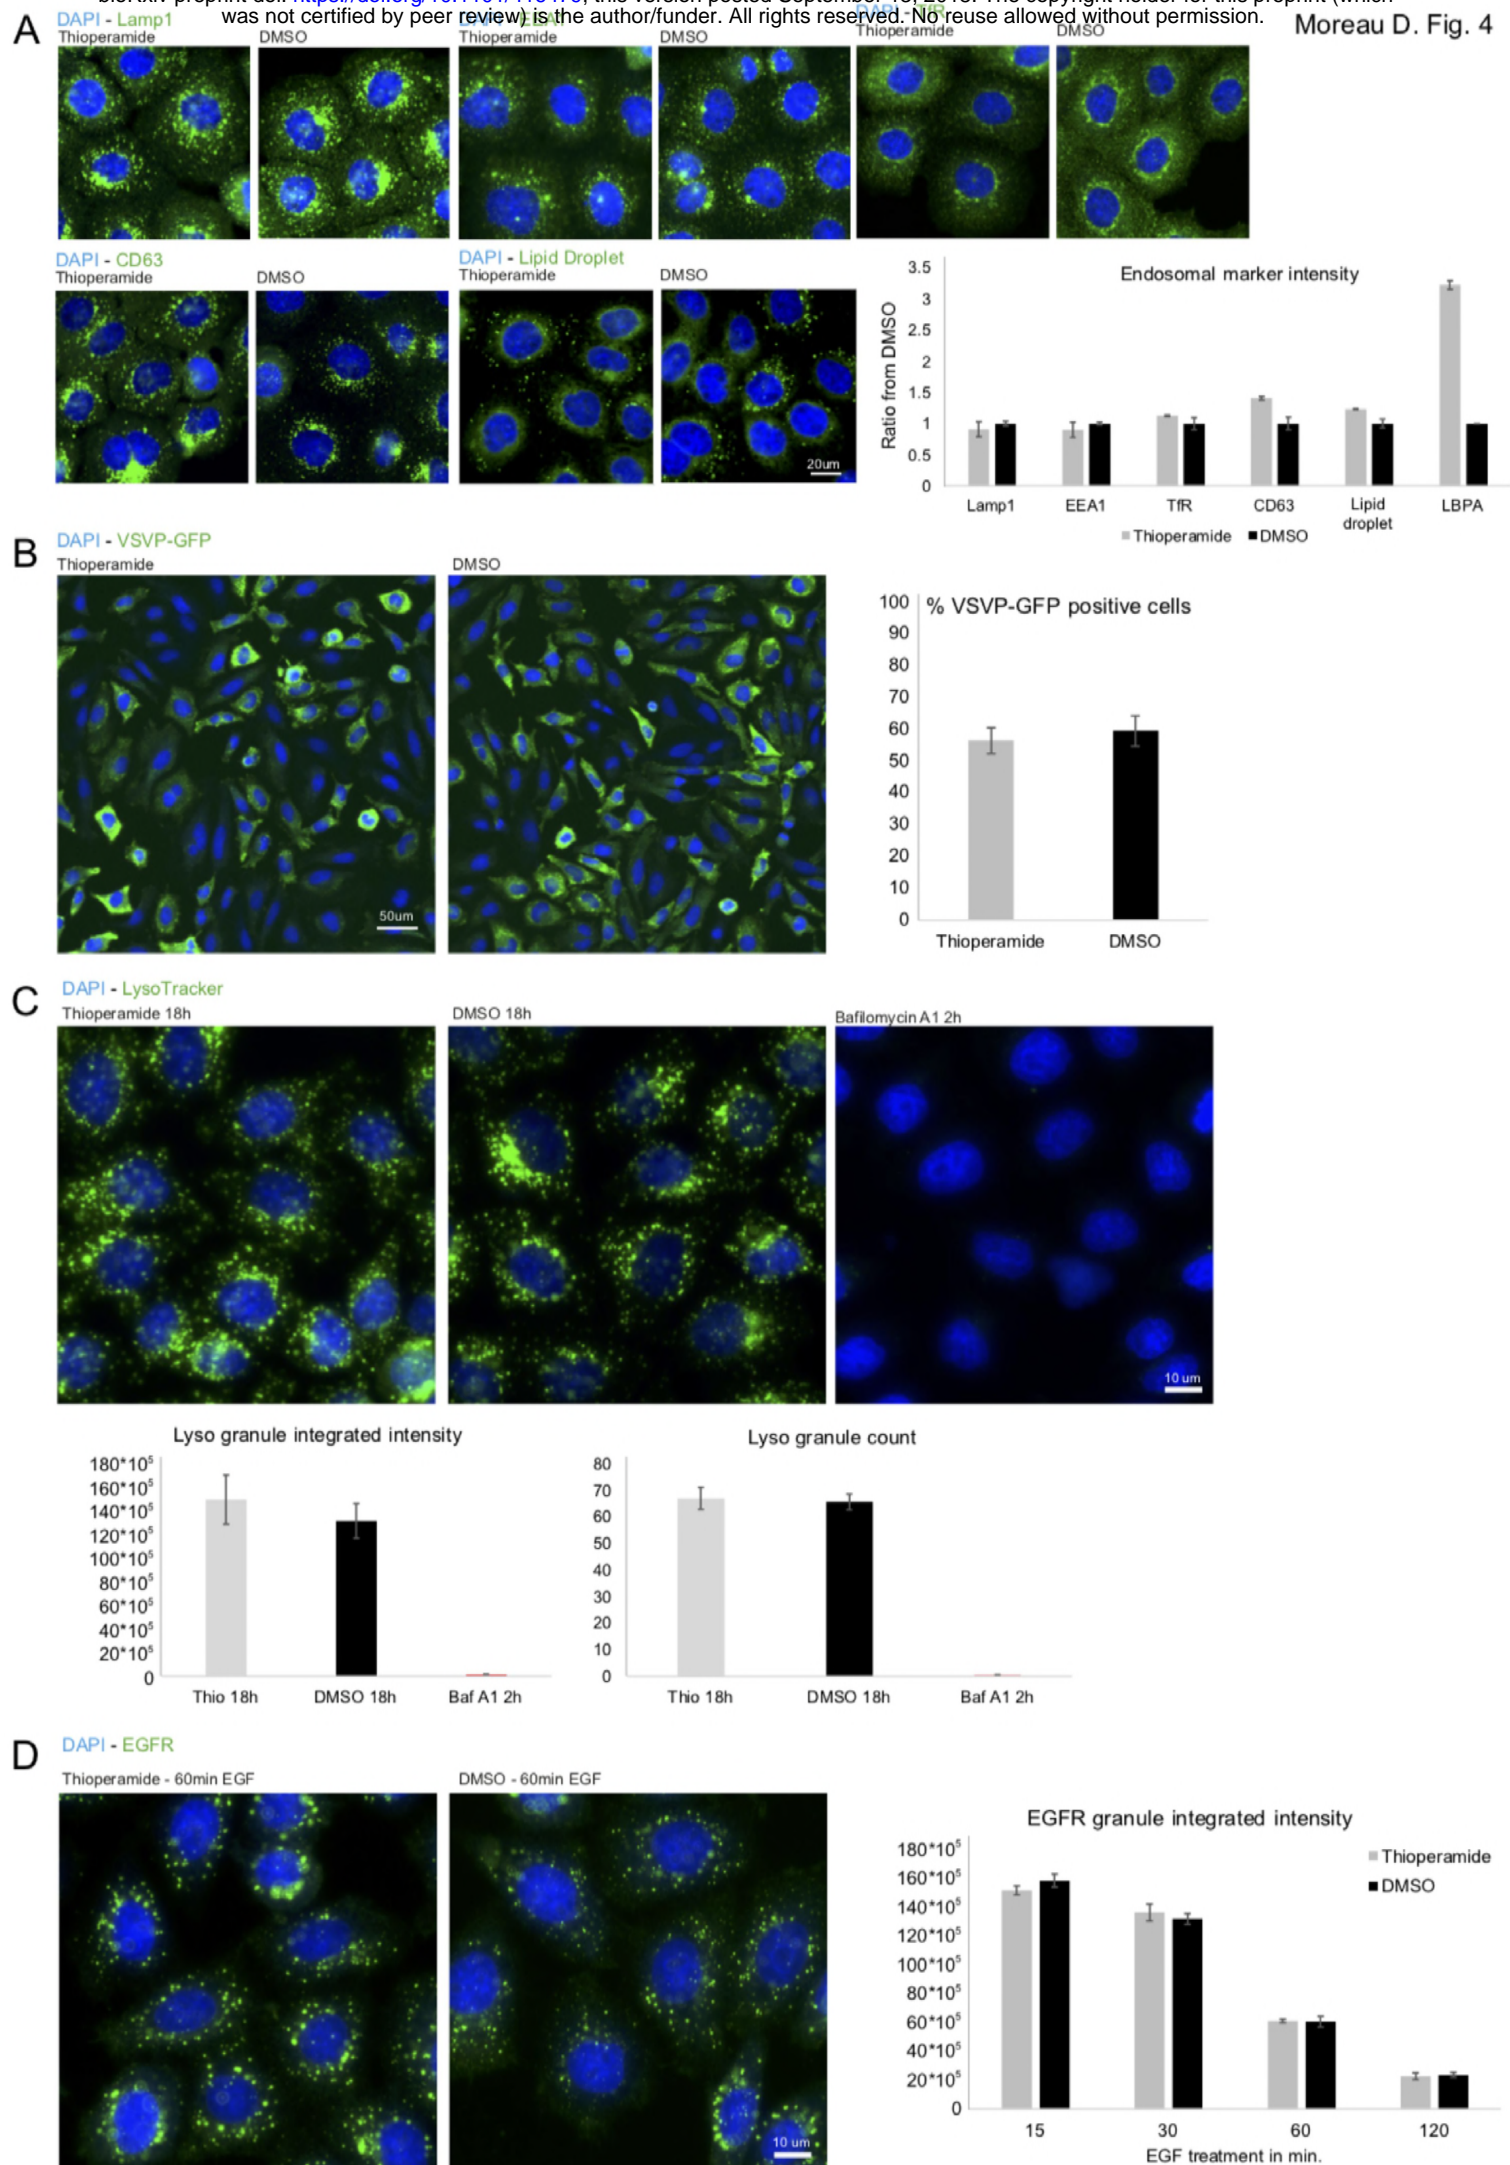 was not certified by peer review) is the author/funder. All rights reserved. No reuse allowed without permission.
Moreau D. Fig. 4
A
DAPI - Lamp1
Thioperamide
DMSO
Thioperamide
DMSO
DAPI - TfR
Thioperamide
DMSO
DAPI - CD63
Thioperamide
DMSO
DAPI - Lipid Droplet
Thioperamide
DMSO
20um
Endosomal marker intensity
Ratio from DMSO
3.5
3
2.5
2
1.5
1
0.5
0
Lamp1
EEA1
TfR
CD63
Lipid
droplet
LBPA
Thioperamide
DMSO
B
DAPI - VSVP-GFP
Thioperamide
DMSO
50um
% VSVP-GFP positive cells
100
90
80
70
60
50
40
30
20
10
0
Thioperamide
DMSO
C
DAPI - LysoTracker
Thioperamide 18h
DMSO 18h
Bafilomycin A1 2h
10 um
Lyso granule integrated intensity
180*10⁵
160*10⁵
140*10⁵
120*10⁵
100*10⁵
80*10⁵
60*10⁵
40*10⁵
20*10⁵
0
Thio 18h
DMSO 18h
Baf A1 2h
Lyso granule count
80
70
60
50
40
30
20
10
0
Thio 18h
DMSO 18h
Baf A1 2h
D
DAPI - EGFR
Thioperamide - 60min EGF
DMSO - 60min EGF
10 um
EGFR granule integrated intensity
Thioperamide
DMSO
180*10⁵
160*10⁵
140*10⁵
120*10⁵
100*10⁵
80*10⁵
60*10⁵
40*10⁵
20*10⁵
0
15
30
60
120
EGF treatment in min.